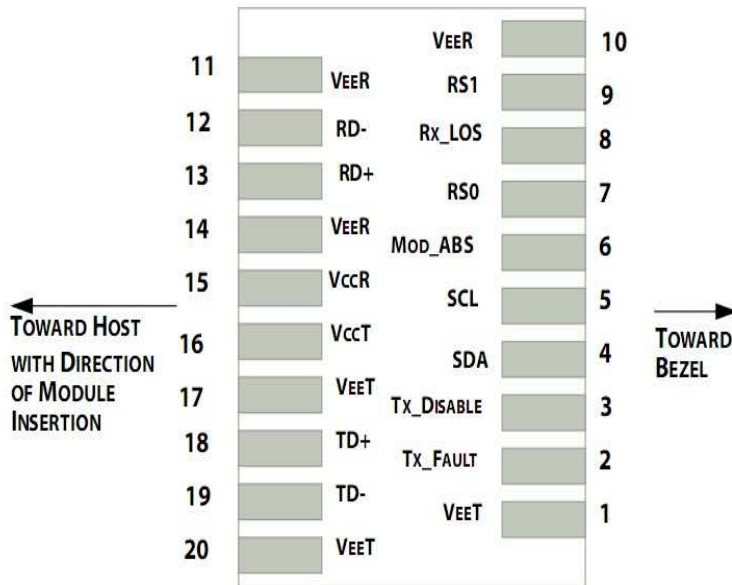 VEER 10
11 VEER
RS1 9
12 RD-
Rx_LOS 8
13 RD+
RS0 7
14 VEER
MOD_ABS 6
15 VCCR
SCL 5
TOWARD HOST
WITH DIRECTION
OF MODULE
INSERTION
TOWARD
BEZEL
16 VCCT
SDA 4
17 VEET
TX_DISABLE 3
18 TD+
TX_FAULT 2
19 TD-
VEET 1
20 VEET